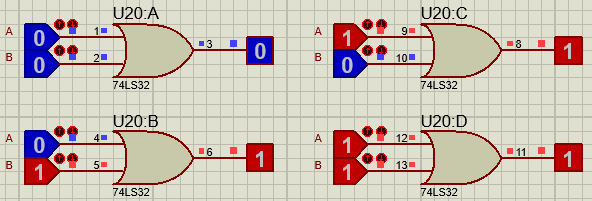 U20:A
A 0 1
3 0
B 0 2
74LS32
U20:C
A 1 9
8 1
B 0 10
74LS32
U20:B
A 0 4
6 1
B 1 5
74LS32
U20:D
A 1 12
11 1
B 1 13
74LS32